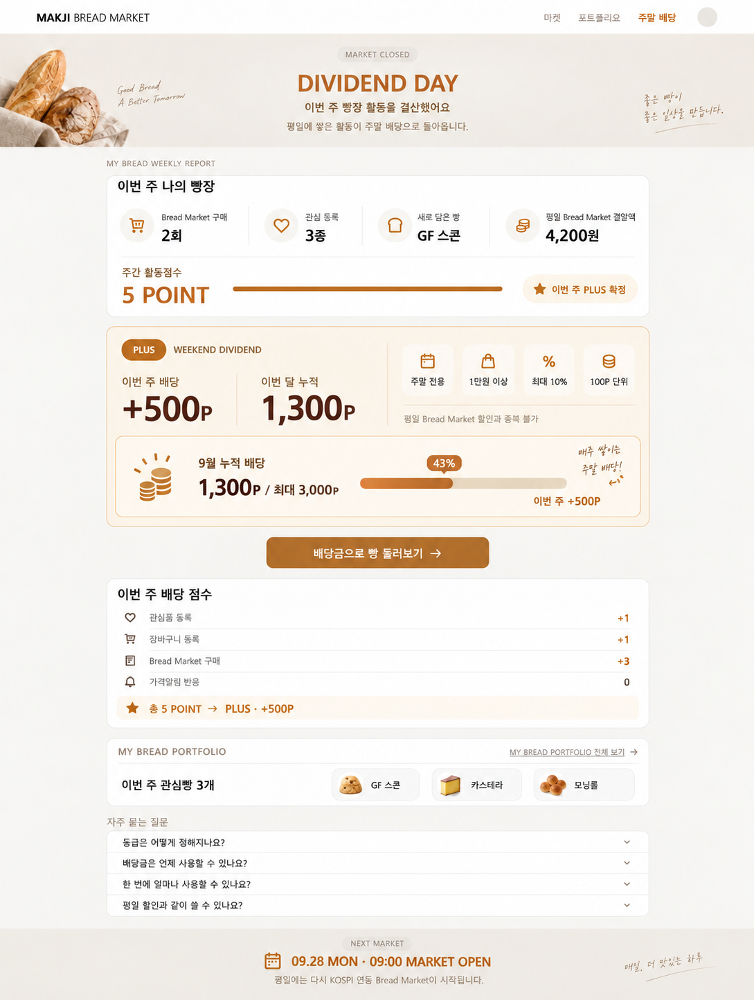 MAKJI BREAD MARKET
마켓 포트폴리요 주말 배당
MARKET CLOSED
DIVIDEND DAY
이번 주 빵장 활동을 결산했어요
평일에 쌓은 활동이 주말 배당으로 돌아옵니다.
Good Bread
A Better Tomorrow
좋은 빵이
좋은 일상을 만듭니다.
MY BREAD WEEKLY REPORT
이번 주 나의 빵장
Bread Market 구매
2회
관심 등록
3종
새로 담은 빵
GF 스콘
평일 Bread Market 결알액
4,200원
주간 활동점수
5 POINT
이번 주 PLUS 확정
PLUS WEEKEND DIVIDEND
이번 주 배당
+500P
이번 달 누적
1,300P
주말 전용
1만원 이상
% 최대 10%
100P 단위
평일 Bread Market 할인과 중복 불가
9월 누적 배당
1,300P / 최대 3,000P
43%
매주 쌓이는
주말 배당!
이번 주 +500P
배당금으로 빵 둘러보기 →
이번 주 배당 점수
관심품 등록 +1
장바구니 등록 +1
Bread Market 구매 +3
가격알림 반응 0
총 5 POINT → PLUS · +500P
MY BREAD PORTFOLIO
MY BREAD PORTFOLIO 전체 보기 →
이번 주 관심빵 3개
GF 스콘
카스테라
모닝롤
자주 묻는 질문
등급은 어떻게 정해지나요?
배당금은 언제 사용할 수 있나요?
한 번에 얼마나 사용할 수 있나요?
평일 할인과 같이 쓸 수 있나요?
NEXT MARKET
09.28 MON · 09:00 MARKET OPEN
평일에는 다시 KOSPI 연동 Bread Market이 시작됩니다.
매일, 더 맛있는 하루